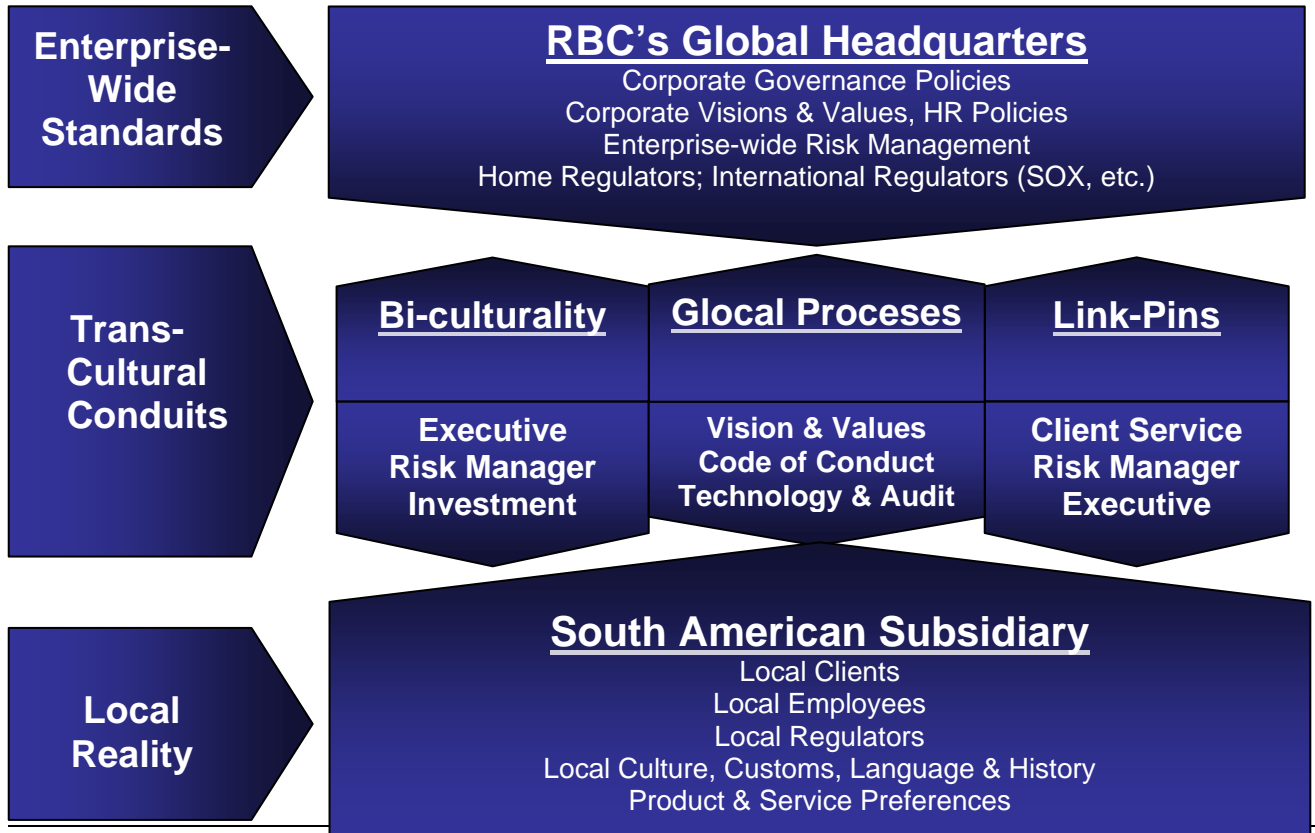 Enterprise-
Wide
Standards
RBC’s Global Headquarters
Corporate Governance Policies
Corporate Visions & Values, HR Policies
Enterprise-wide Risk Management
Home Regulators; International Regulators (SOX, etc.)
Trans-
Cultural
Conduits
Bi-culturality
Executive
Risk Manager
Investment
Glocal Proceses
Vision & Values
Code of Conduct
Technology & Audit
Link-Pins
Client Service
Risk Manager
Executive
Local
Reality
South American Subsidiary
Local Clients
Local Employees
Local Regulators
Local Culture, Customs, Language & History
Product & Service Preferences